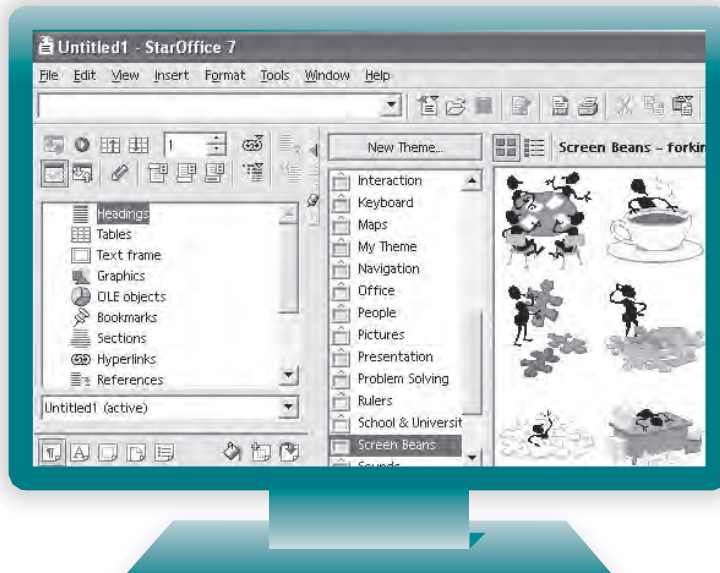 Untitled1 - StarOffice 7
File Edit View Insert Format Tools Window Help
1
New Theme...
Screen Beans - forkin
Headings
Tables
Text frame
Graphics
OLE objects
Bookmarks
Sections
Hyperlinks
References
Untitled1 (active)
Interaction
Keyboard
Maps
My Theme
Navigation
Office
People
Pictures
Presentation
Problem Solving
Rulers
School & Universit
Screen Beans
Sounds